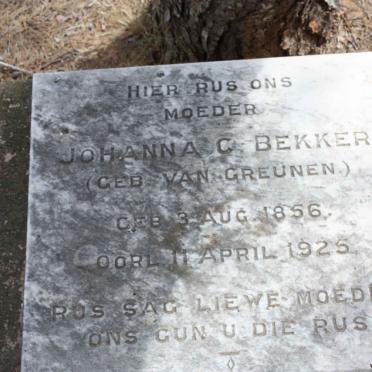 HIER RUS ONS
MOEDER
JOHANNA C. BEKKER
(GEB. VAN GREUNEN.)
GEB. 3 AUG. 1856.
OORL. 11 APRIL 1925.
RUS SAG LIEWE MOEDE
ONS GUN U DIE RUS